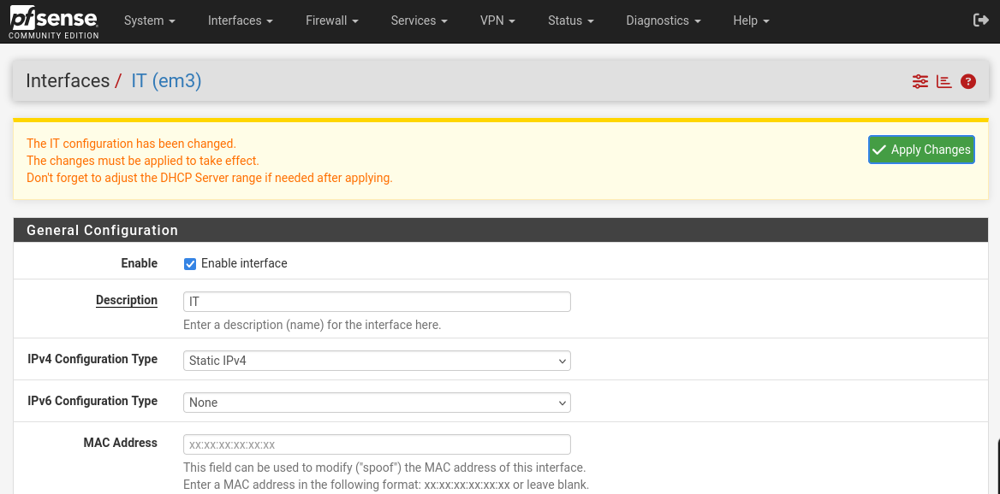 pfsense
COMMUNITY EDITION
System Interfaces Firewall Services VPN Status Diagnostics Help
Interfaces / IT (em3)
The IT configuration has been changed.
The changes must be applied to take effect.
Don't forget to adjust the DHCP Server range if needed after applying.
Apply Changes
General Configuration
Enable Enable interface
Description IT
Enter a description (name) for the interface here.
IPv4 Configuration Type Static IPv4
IPv6 Configuration Type None
MAC Address xx:xx:xx:xx:xx:xx
This field can be used to modify ("spoof") the MAC address of this interface.
Enter a MAC address in the following format: xx:xx:xx:xx:xx:xx or leave blank.